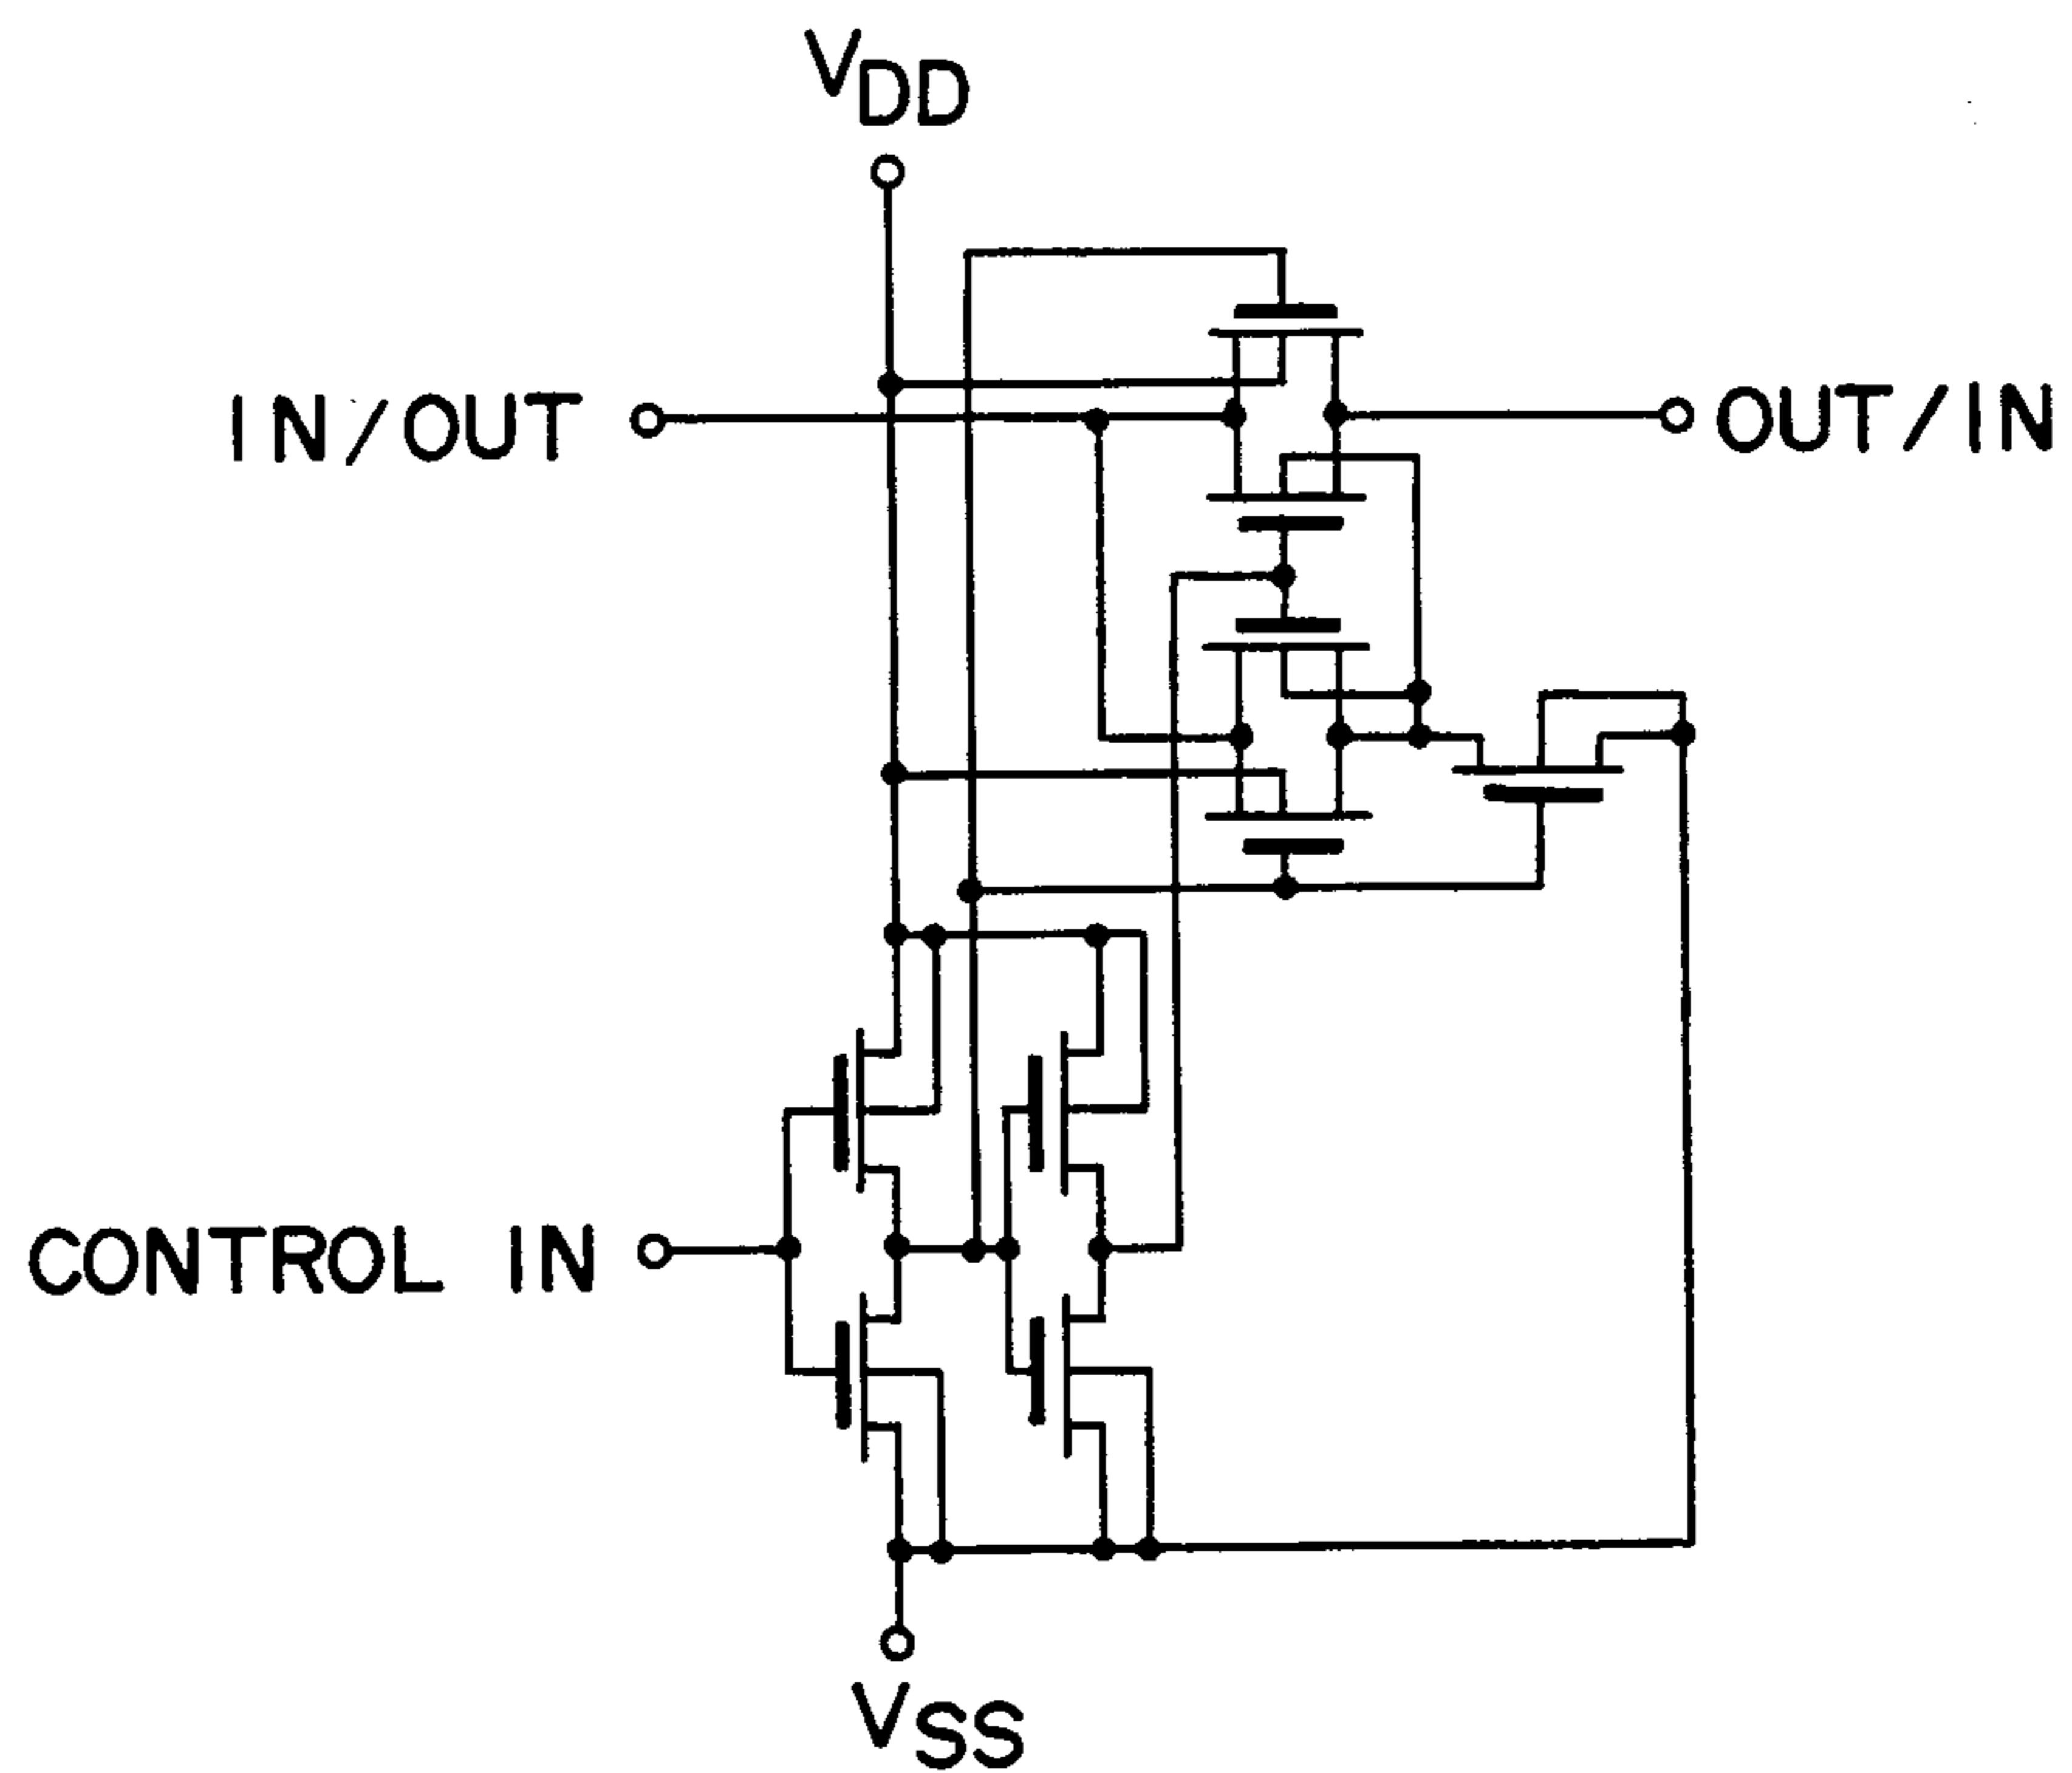 VDD
IN/OUT
OUT/IN
CONTROL IN
VSS